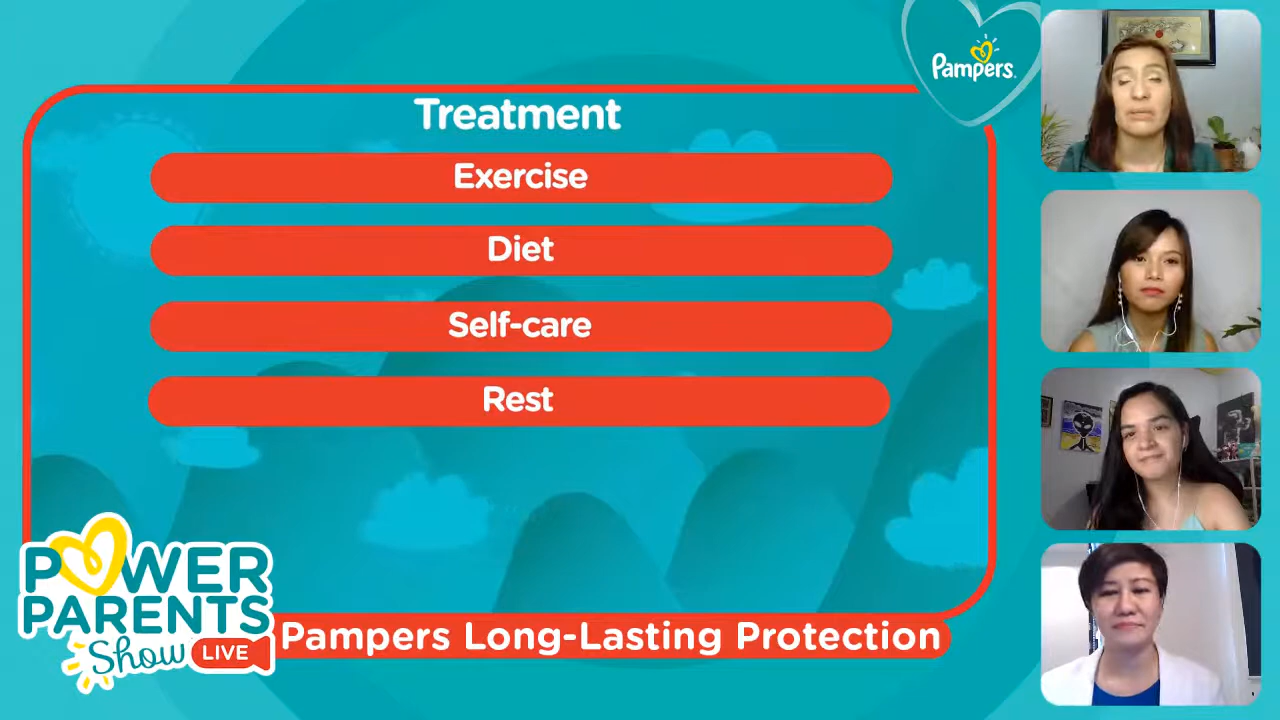 Pampers
Treatment
Exercise
Diet
Self-care
Rest
POWER
PARENTS
Show LIVE
Pampers Long-Lasting Protection